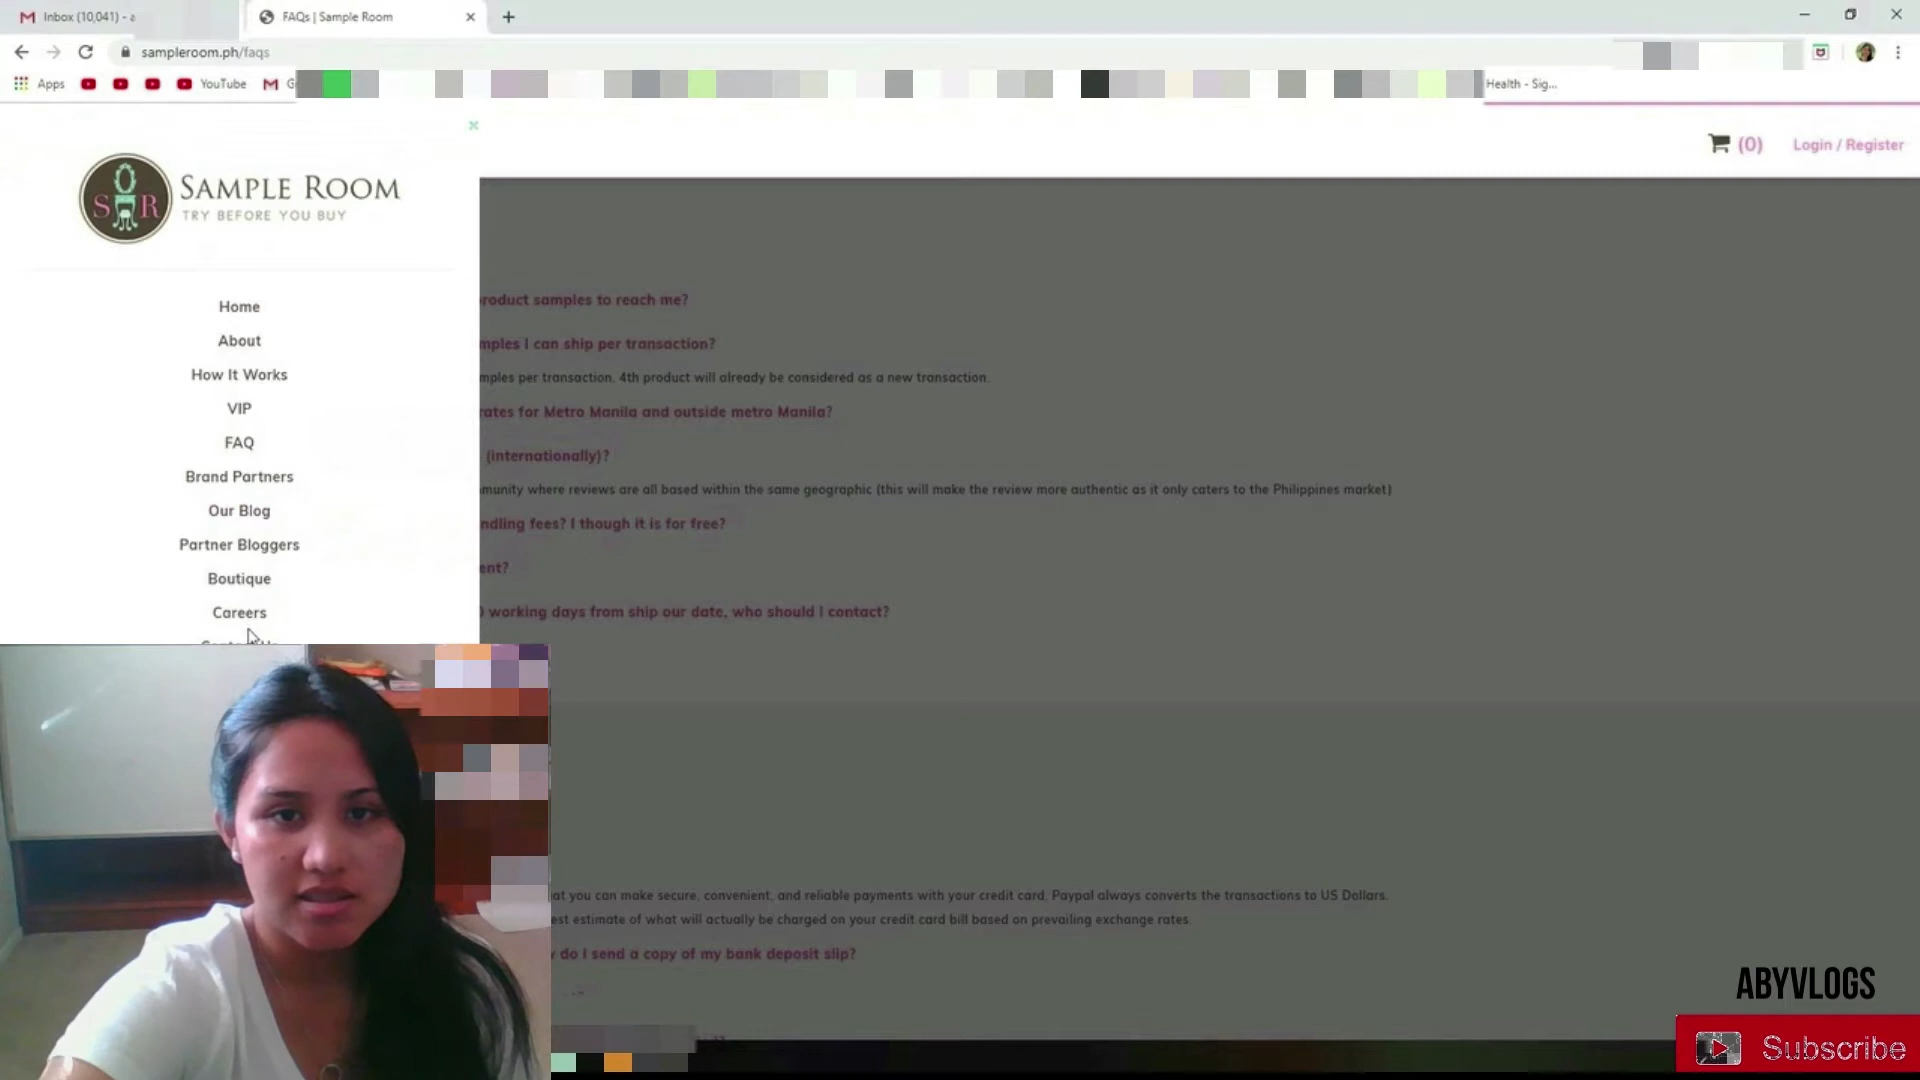 Inbox (10,041) - a
FAQs | Sample Room
sampleroom.ph/faqs
Apps
YouTube
G
Health - Sig...
(0)
Login / Register
SHR
SAMPLE ROOM
TRY BEFORE YOU BUY
Home
About
How It Works
VIP
FAQ
Brand Partners
Our Blog
Partner Bloggers
Boutique
Careers
product samples to reach me?
mples I can ship per transaction?
mples per transaction. 4th product will already be considered as a new transaction.
rates for Metro Manila and outside metro Manila?
(internationally)?
munity where reviews are all based within the same geographic (this will make the review more authentic as it only caters to the Philippines market)
ndling fees? I though it is for free?
ent?
working days from ship our date, who should I contact?
at you can make secure, convenient, and reliable payments with your credit card. Paypal always converts the transactions to US Dollars.
est estimate of what will actually be charged on your credit card bill based on prevailing exchange rates.
do I send a copy of my bank deposit slip?
ABYVLOGS
Subscribe